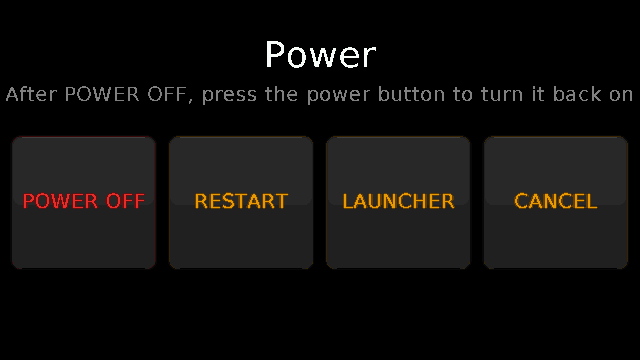 Power
After POWER OFF, press the power button to turn it back on
POWER OFF RESTART LAUNCHER CANCEL